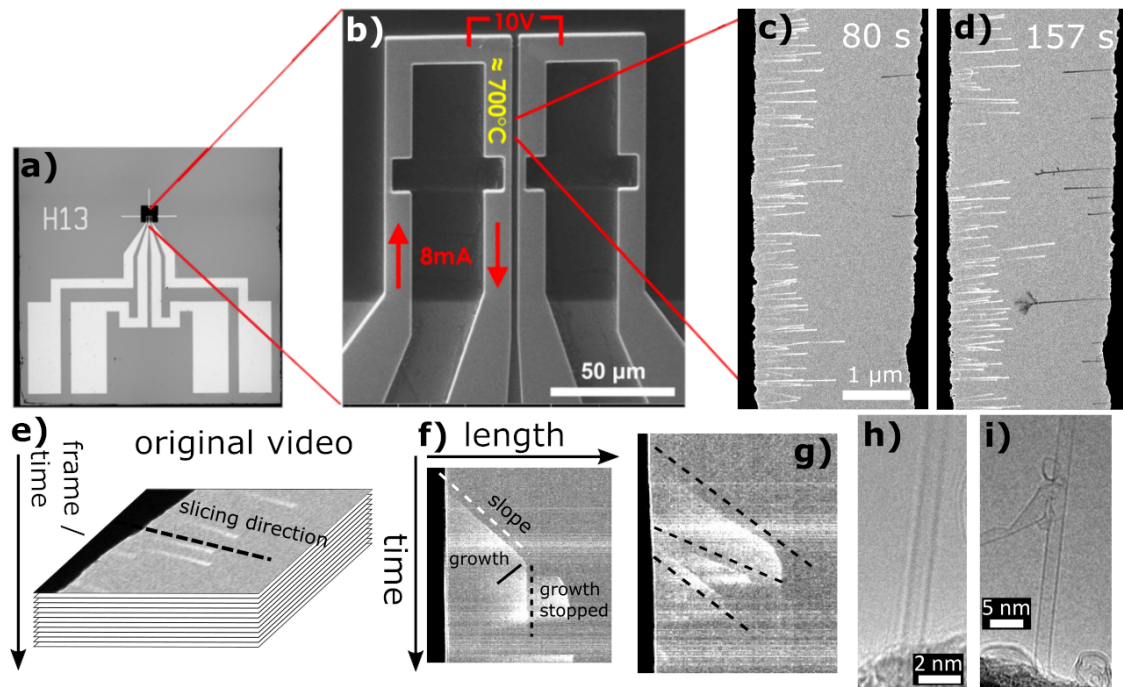 a)
H13
b)
10V
≈ 700°C
8mA
50 µm
c)
80 s
1 µm
d)
157 s
e)
original video
frame /
time
slicing direction
f)
length
time
slope
growth
growth
stopped
g)
h)
2 nm
i)
5 nm